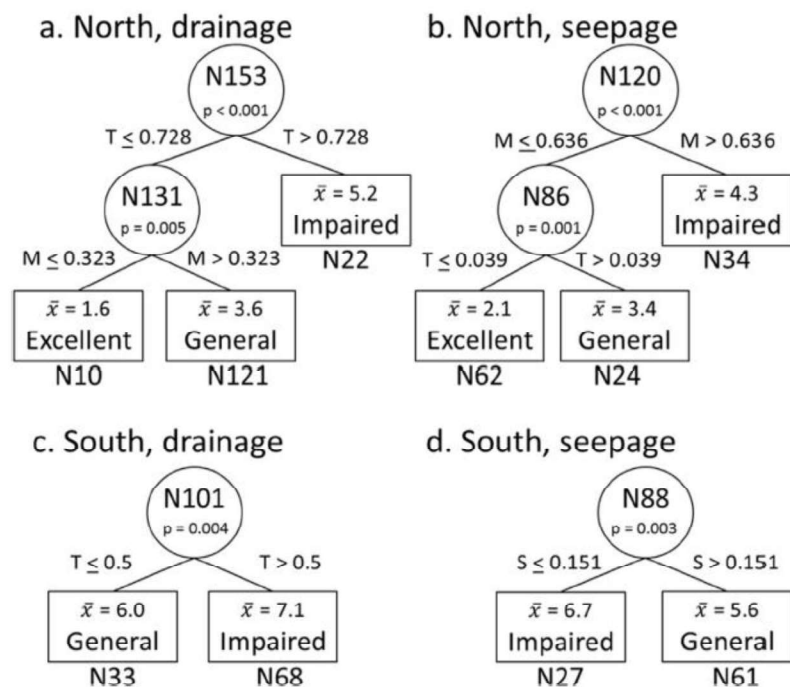 a. North, drainage
N153
p < 0.001
T ≤ 0.728
T > 0.728
N131
p = 0.005
x̄ = 5.2
Impaired
N22
M ≤ 0.323
M > 0.323
x̄ = 1.6
Excellent
N10
x̄ = 3.6
General
N121
b. North, seepage
N120
p < 0.001
M ≤ 0.636
M > 0.636
N86
p = 0.001
x̄ = 4.3
Impaired
N34
T ≤ 0.039
T > 0.039
x̄ = 2.1
Excellent
N62
x̄ = 3.4
General
N24
c. South, drainage
N101
p = 0.004
T ≤ 0.5
T > 0.5
x̄ = 6.0
General
N33
x̄ = 7.1
Impaired
N68
d. South, seepage
N88
p = 0.003
S ≤ 0.151
S > 0.151
x̄ = 6.7
Impaired
N27
x̄ = 5.6
General
N61